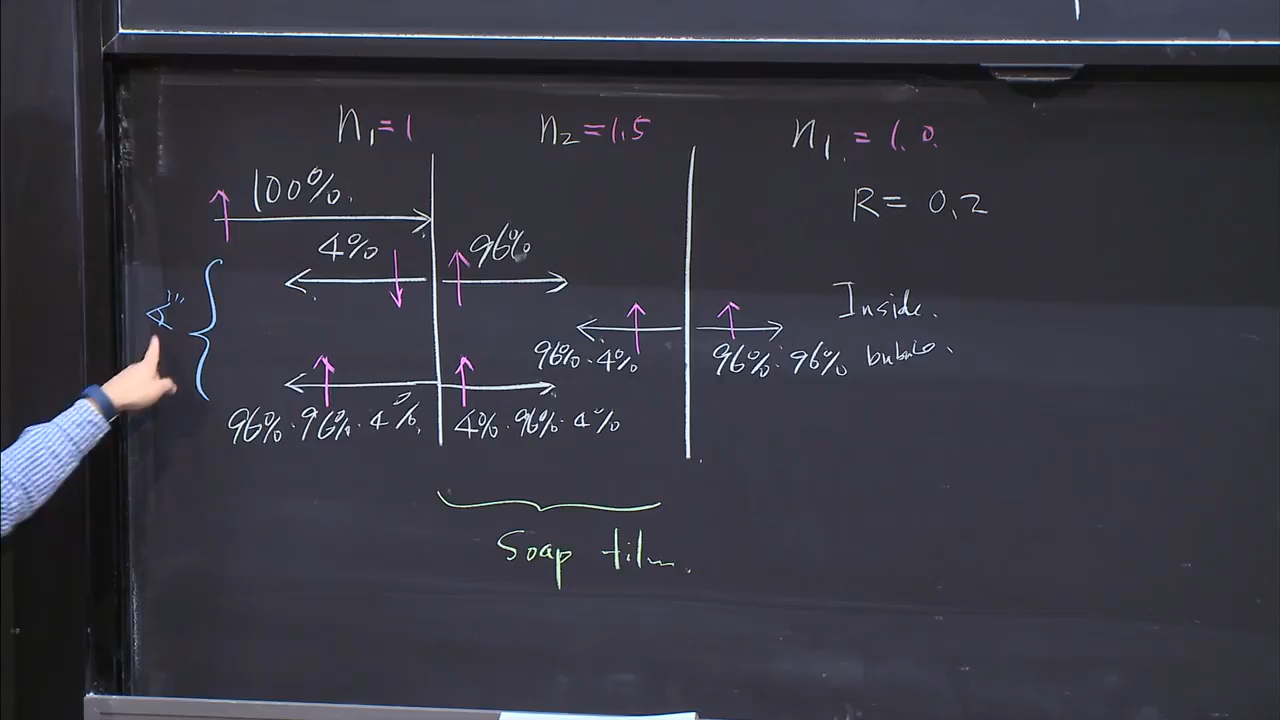 n₁=1 n₂=1.5 n₁.=1.0.
100%. R= 0.2
4% 96%
Inside.
96%.4% 96%.96% bubble.
96%.96%.4%. 4%.96%.4%
Soap film.